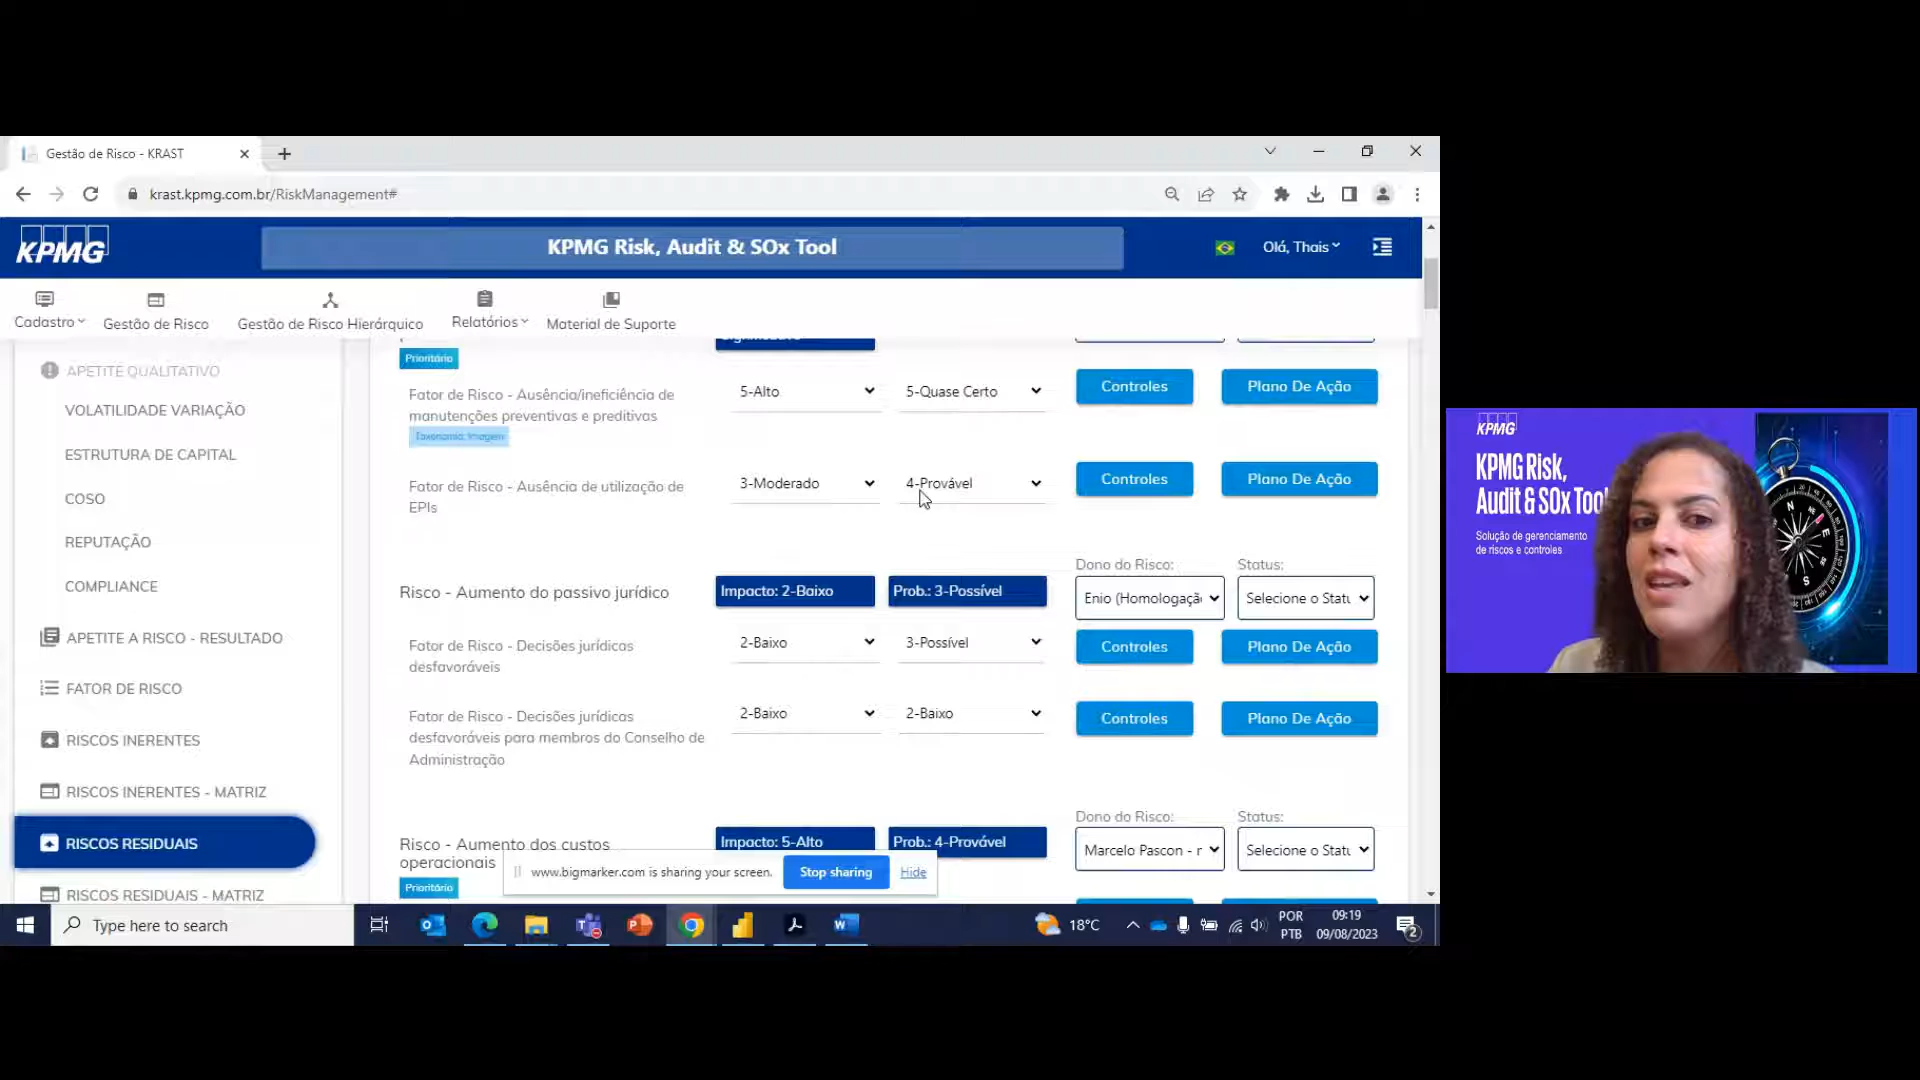 Gestão de Risco - KRAST
krast.kpmg.com.br/RiskManagement#
KPMG
KPMG Risk, Audit & SOx Tool
Olá, Thais
Cadastro
Gestão de Risco
Gestão de Risco Hierárquico
Relatórios
Material de Suporte
APETITE QUALITATIVO
VOLATILIDADE VARIAÇÃO
ESTRUTURA DE CAPITAL
COSO
REPUTAÇÃO
COMPLIANCE
APETITE A RISCO - RESULTADO
FATOR DE RISCO
RISCOS INERENTES
RISCOS INERENTES - MATRIZ
RISCOS RESIDUAIS
RISCOS RESIDUAIS - MATRIZ
Prioritário
Fator de Risco - Ausência/ineficiência de
manutenções preventivas e preditivas
Taxonomia: Imagem
5-Alto
5-Quase Certo
Controles
Plano De Ação
Fator de Risco - Ausência de utilização de
EPIs
3-Moderado
4-Provável
Controles
Plano De Ação
Risco - Aumento do passivo jurídico
Impacto: 2-Baixo
Prob.: 3-Possível
Dono do Risco:
Enio (Homologaçã
Status:
Selecione o Statu
Fator de Risco - Decisões jurídicas
desfavoráveis
2-Baixo
3-Possível
Controles
Plano De Ação
Fator de Risco - Decisões jurídicas
desfavoráveis para membros do Conselho de
Administração
2-Baixo
2-Baixo
Controles
Plano De Ação
Risco - Aumento dos custos
operacionais
Prioritário
Impacto: 5-Alto
Prob.: 4-Provável
Dono do Risco:
Marcelo Pascon - r
Status:
Selecione o Statu
www.bigmarker.com is sharing your screen.
Stop sharing
Hide
Type here to search
18°C
POR
PTB
09:19
09/08/2023
2
KPMG
KPMG Risk,
Audit & SOx Tool
Solução de gerenciamento
de riscos e controles
N
E
S